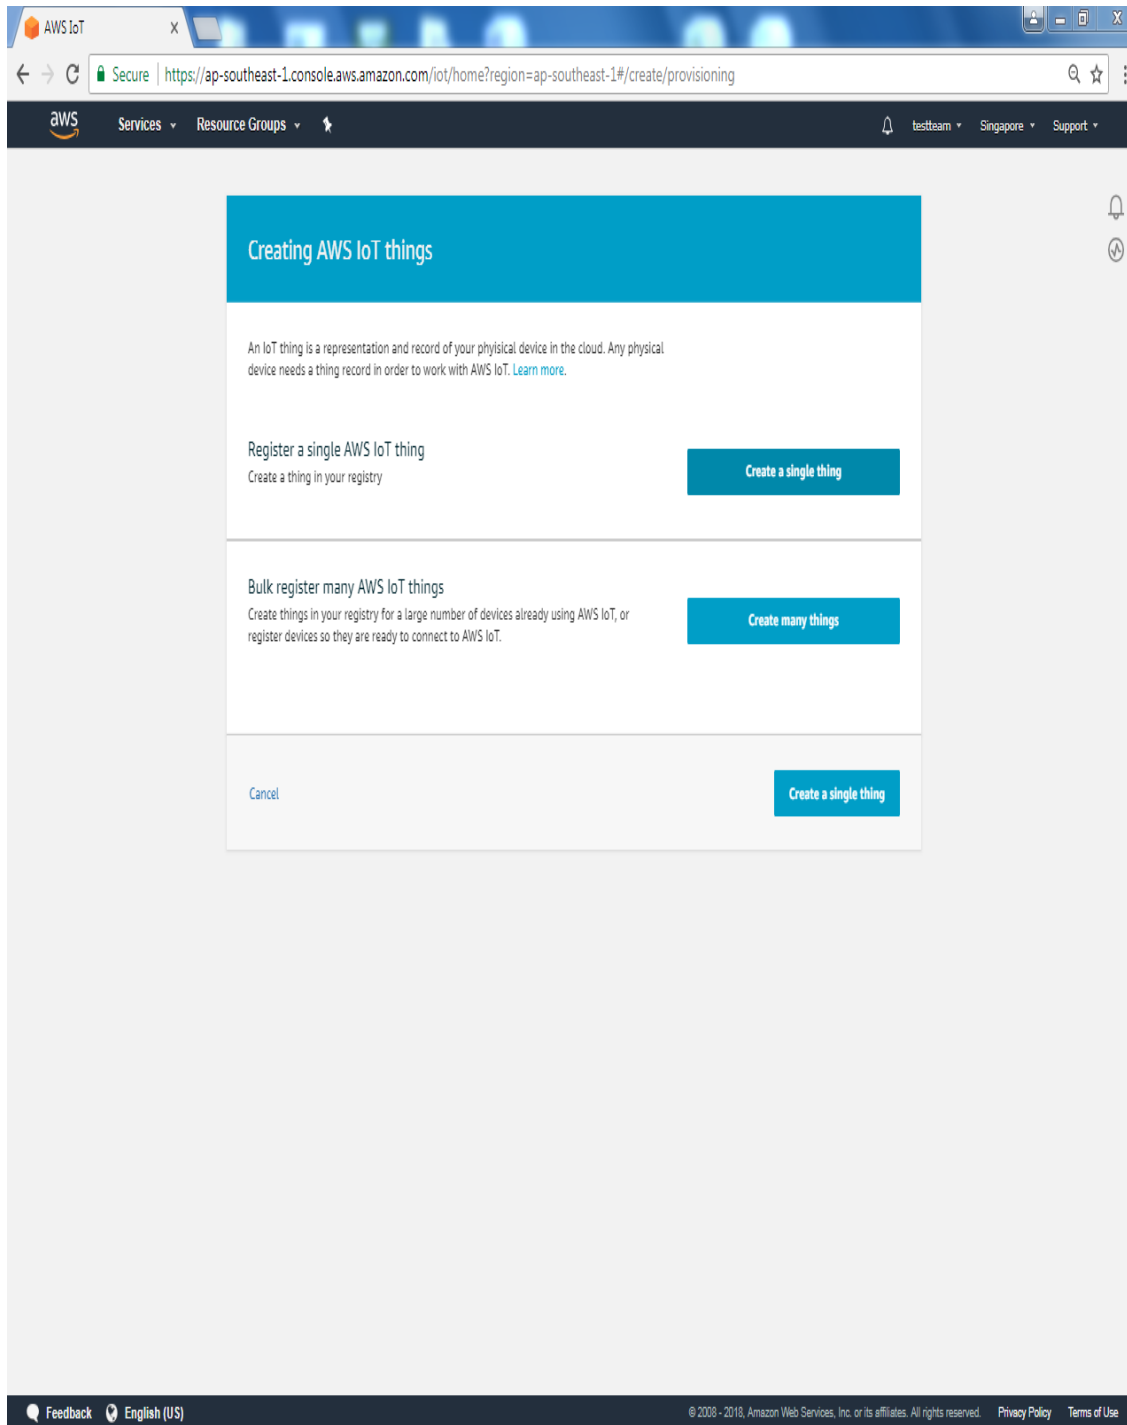 AWS IoT
Secure https://ap-southeast-1.console.aws.amazon.com/iot/home?region=ap-southeast-1#/create/provisioning
aws Services Resource Groups testteam Singapore Support
Creating AWS IoT things
An IoT thing is a representation and record of your phyisical device in the cloud. Any physical
device needs a thing record in order to work with AWS IoT. Learn more.
Register a single AWS IoT thing
Create a thing in your registry
Create a single thing
Bulk register many AWS IoT things
Create things in your registry for a large number of devices already using AWS IoT, or
register devices so they are ready to connect to AWS IoT.
Create many things
Cancel
Create a single thing
Feedback English (US) © 2008 - 2018, Amazon Web Services, Inc. or its affiliates. All rights reserved. Privacy Policy Terms of Use